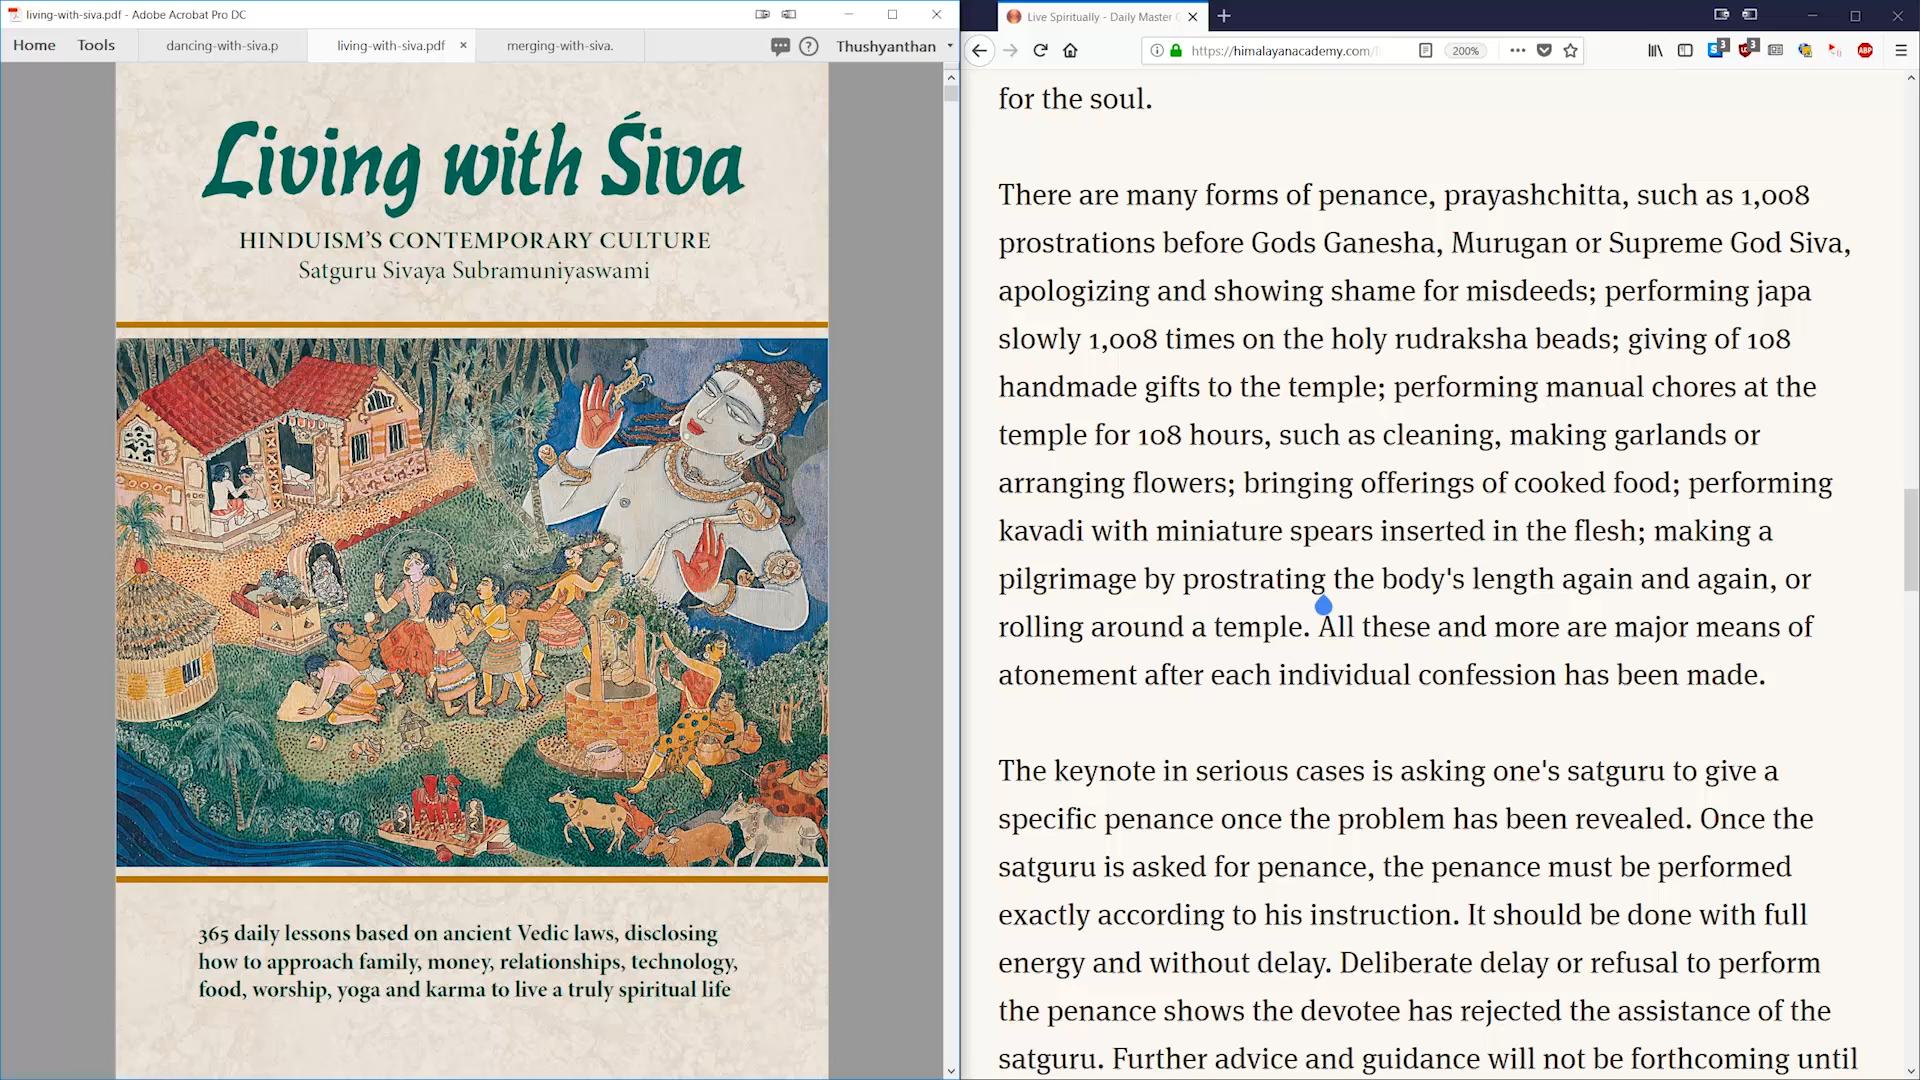 living-with-siva.pdf - Adobe Acrobat Pro DC
Home Tools dancing-with-siva.p living-with-siva.pdf × merging-with-siva. Thushyanthan
Living with Śiva
HINDUISM'S CONTEMPORARY CULTURE
Satguru Sivaya Subramuniyaswami
365 daily lessons based on ancient Vedic laws, disclosing
how to approach family, money, relationships, technology,
food, worship, yoga and karma to live a truly spiritual life
Live Spiritually - Daily Master
https://himalayanacademy.com/
200%
3
3
ABP
for the soul.
There are many forms of penance, prayashchitta, such as 1,008
prostrations before Gods Ganesha, Murugan or Supreme God Siva,
apologizing and showing shame for misdeeds; performing japa
slowly 1,008 times on the holy rudraksha beads; giving of 108
handmade gifts to the temple; performing manual chores at the
temple for 108 hours, such as cleaning, making garlands or
arranging flowers; bringing offerings of cooked food; performing
kavadi with miniature spears inserted in the flesh; making a
pilgrimage by prostrating the body's length again and again, or
rolling around a temple. All these and more are major means of
atonement after each individual confession has been made.
The keynote in serious cases is asking one's satguru to give a
specific penance once the problem has been revealed. Once the
satguru is asked for penance, the penance must be performed
exactly according to his instruction. It should be done with full
energy and without delay. Deliberate delay or refusal to perform
the penance shows the devotee has rejected the assistance of the
satguru. Further advice and guidance will not be forthcoming until